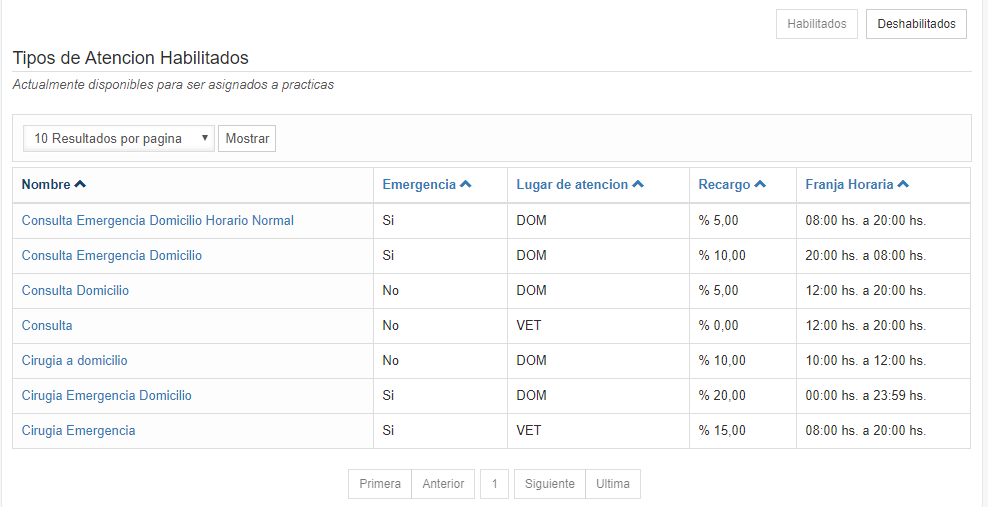 Habilitados Deshabilitados
Tipos de Atencion Habilitados
Actualmente disponibles para ser asignados a practicas
10 Resultados por pagina Mostrar
Nombre Emergencia Lugar de atencion Recargo Franja Horaria
Consulta Emergencia Domicilio Horario Normal Si DOM % 5,00 08:00 hs. a 20:00 hs.
Consulta Emergencia Domicilio Si DOM % 10,00 20:00 hs. a 08:00 hs.
Consulta Domicilio No DOM % 5,00 12:00 hs. a 20:00 hs.
Consulta No VET % 0,00 12:00 hs. a 20:00 hs.
Cirugia a domicilio No DOM % 10,00 10:00 hs. a 12:00 hs.
Cirugia Emergencia Domicilio Si DOM % 20,00 00:00 hs. a 23:59 hs.
Cirugia Emergencia Si VET % 15,00 08:00 hs. a 20:00 hs.
Primera Anterior 1 Siguiente Ultima